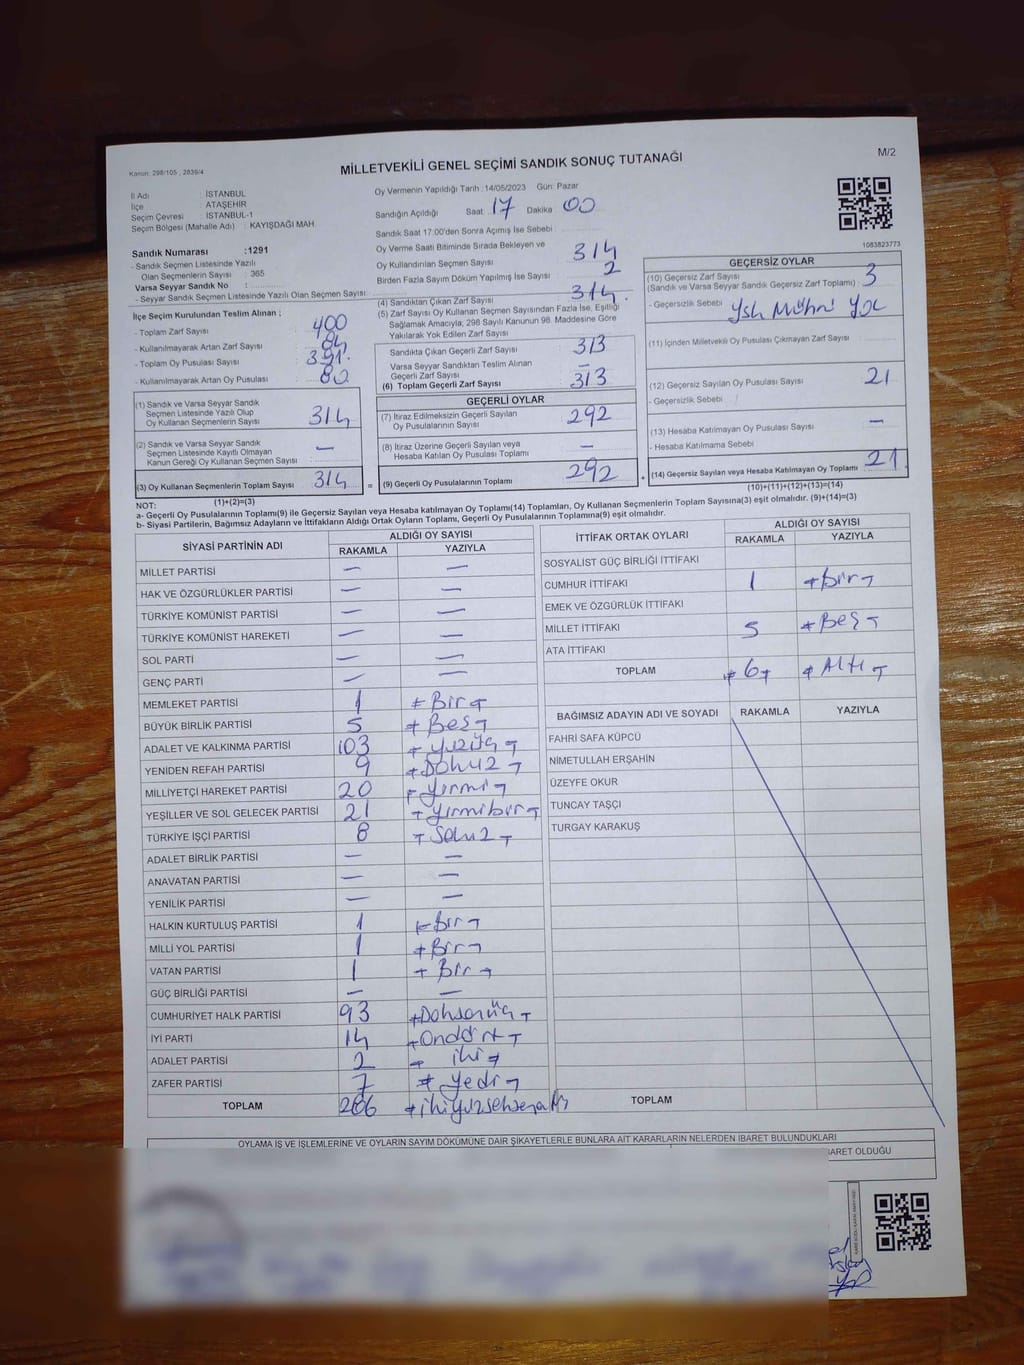 Kanun: 298/105 , 2839/4
MİLLETVEKİLİ GENEL SEÇİMİ SANDIK SONUÇ TUTANAĞI
M/2
İl Adı : İSTANBUL
İlçe : ATAŞEHİR
Seçim Çevresi : İSTANBUL-1
Seçim Bölgesi (Mahalle Adı) : KAYIŞDAĞI MAH
Sandık Numarası :1291
- Sandık Seçmen Listesinde Yazılı
Olan Seçmenlerin Sayısı : 365
Varsa Seyyar Sandık No :
- Seyyar Sandık Seçmen Listesinde Yazılı Olan Seçmen Sayısı:
İlçe Seçim Kurulundan Teslim Alınan ;
- Toplam Zarf Sayısı 400
- Kullanılmayarak Artan Zarf Sayısı
- Toplam Oy Pusulası Sayısı
- Kullanılmayarak Artan Oy Pusulası 80
(1) Sandık ve Varsa Seyyar Sandık
Seçmen Listesinde Yazılı Olup
Oy Kullanan Seçmenlerin Sayısı 314
(2) Sandık ve Varsa Seyyar Sandık
Seçmen Listesinde Kayıtlı Olmayan
Kanun Gereği Oy Kullanan Seçmen Sayısı : —
(3) Oy Kullanan Seçmenlerin Toplam Sayısı 314
(1)+(2)=(3)
Oy Vermenin Yapıldığı Tarih : 14/05/2023 Gün: Pazar
Sandığın Açıldığı Saat 17 Dakika 00
Sandık Saat 17:00'den Sonra Açımış İse Sebebi :
Oy Verme Saati Bitiminde Sırada Bekleyen ve
Oy Kullandırılan Seçmen Sayısı 314
Birden Fazla Sayım Döküm Yapılmış İse Sayısı 2
(4) Sandıktan Çıkan Zarf Sayısı 314
(5) Zarf Sayısı Oy Kullanan Seçmen Sayısından Fazla İse, Eşitliği
Sağlamak Amacıyla, 298 Sayılı Kanunun 98. Maddesine Göre
Yakılarak Yok Edilen Zarf Sayısı :
Sandıkta Çıkan Geçerli Zarf Sayısı 313
Varsa Seyyar Sandıktan Teslim Alınan
Geçerli Zarf Sayısı —
(6) Toplam Geçerli Zarf Sayısı 313
GEÇERLİ OYLAR
(7) İtiraz Edilmeksizin Geçerli Sayılan
Oy Pusulalarının Sayısı 292
(8) İtiraz Üzerine Geçerli Sayılan veya
Hesaba Katılan Oy Pusulası Toplamı —
= (9) Geçerli Oy Pusulalarının Toplamı 292 +
1083823773
GEÇERSİZ OYLAR
(10) Geçersiz Zarf Sayısı 3
(Sandık ve Varsa Seyyar Sandık Geçersiz Zarf Toplamı) :
- Geçersizlik Sebebi : Ysk Mührü Yok
(11) İçinden Milletvekili Oy Pusulası Çıkmayan Zarf Sayısı :
(12) Geçersiz Sayılan Oy Pusulası Sayısı 21
- Geçersizlik Sebebi :
(13) Hesaba Katılmayan Oy Pusulası Sayısı —
Hesaba Katılmama Sebebi :
(14) Geçersiz Sayılan veya Hesaba Katılmayan Oy Toplamı 21
(10)+(11)+(12)+(13)=(14)
NOT:
a- Geçerli Oy Pusulalarının Toplamı(9) ile Geçersiz Sayılan veya Hesaba katılmayan Oy Toplamı(14) Toplamları, Oy Kullanan Seçmenlerin Toplam Sayısına(3) eşit olmalıdır. (9)+(14)=(3)
b- Siyasi Partilerin, Bağımsız Adayların ve İttifakların Aldığı Ortak Oyların Toplamı, Geçerli Oy Pusulalarının Toplamına(9) eşit olmalıdır.
SİYASİ PARTİNİN ADI
ALDIĞI OY SAYISI
RAKAMLA YAZIYLA
MİLLET PARTİSİ — —
HAK VE ÖZGÜRLÜKLER PARTİSİ — —
TÜRKİYE KOMÜNİST PARTİSİ — —
TÜRKİYE KOMÜNİST HAREKETİ — —
SOL PARTİ — —
GENÇ PARTİ — —
MEMLEKET PARTİSİ 1 Bir
BÜYÜK BİRLİK PARTİSİ 5 Beş
ADALET VE KALKINMA PARTİSİ 103 yüzüç
YENİDEN REFAH PARTİSİ 9 Dokuz
MİLLİYETÇİ HAREKET PARTİSİ 20 Yirmi
YEŞİLLER VE SOL GELECEK PARTİSİ 21 Yirmibir
TÜRKİYE İŞÇİ PARTİSİ 8 Sekiz
ADALET BİRLİK PARTİSİ — —
ANAVATAN PARTİSİ — —
YENİLİK PARTİSİ — —
HALKIN KURTULUŞ PARTİSİ 1 Bir
MİLLİ YOL PARTİSİ 1 Bir
VATAN PARTİSİ 1 Bir
GÜÇ BİRLİĞİ PARTİSİ — —
CUMHURİYET HALK PARTİSİ 93 Doksanüç
İYİ PARTİ 14 Ondört
ADALET PARTİSİ 2 iki
ZAFER PARTİSİ 7 Yedi
TOPLAM 286 ikiyüzseksenaltı
İTTİFAK ORTAK OYLARI
ALDIĞI OY SAYISI
RAKAMLA YAZIYLA
SOSYALİST GÜÇ BİRLİĞİ İTTİFAKI
CUMHUR İTTİFAKI 1 Bir
EMEK VE ÖZGÜRLÜK İTTİFAKI
MİLLET İTTİFAKI 5 Beş
ATA İTTİFAKI
TOPLAM 6 Altı
BAĞIMSIZ ADAYIN ADI VE SOYADI RAKAMLA YAZIYLA
FAHRİ SAFA KÜPCÜ
NİMETULLAH ERŞAHİN
ÜZEYFE OKUR
TUNCAY TAŞÇI
TURGAY KARAKUŞ
TOPLAM
OYLAMA İŞ VE İŞLEMLERİNE VE OYLARIN SAYIM DÖKÜMÜNE DAİR ŞİKAYETLERLE BUNLARA AİT KARARLARIN NELERDEN İBARET BULUNDUKLARI
BARET OLDUĞU